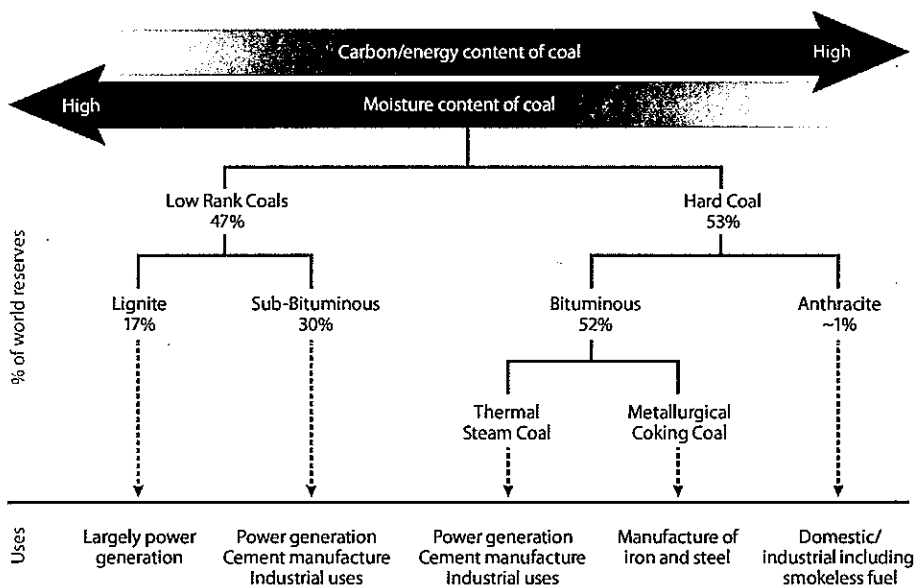 Carbon/energy content of coal
High
High
Moisture content of coal
Low Rank Coals
47%
Hard Coal
53%
% of world reserves
Lignite
17%
Sub-Bituminous
30%
Bituminous
52%
Anthracite
~1%
Thermal
Steam Coal
Metallurgical
Coking Coal
Uses
Largely power
generation
Power generation
Cement manufacture
Industrial uses
Power generation
Cement manufacture
Industrial uses
Manufacture of
iron and steel
Domestic/
industrial including
smokeless fuel